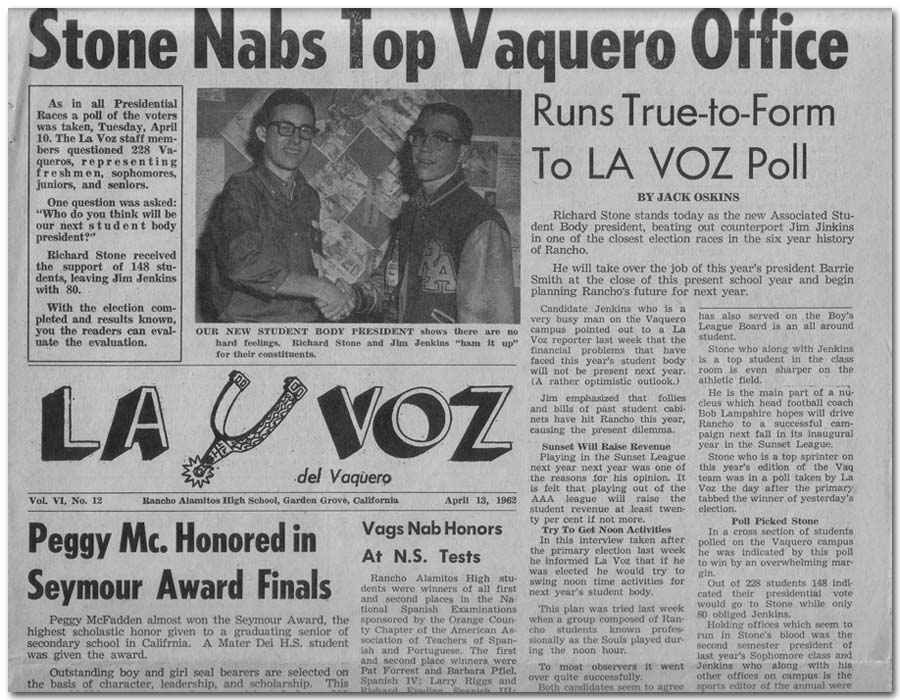 Stone Nabs Top Vaquero Office
As in all Presidential
Races a poll of the voters
was taken, Tuesday, April
10. The La Voz staff mem-
bers questioned 228 Va-
queros, representing
freshmen, sophomores,
juniors, and seniors.
One question was asked:
"Who do you think will be
our next student body
president?"
Richard Stone received
the support of 148 stu-
dents, leaving Jim Jenkins
with 80.
With the election com-
pleted and results known,
you the readers can eval-
uate the evaluation.
OUR NEW STUDENT BODY PRESIDENT shows there are no
hard feelings. Richard Stone and Jim Jenkins "ham it up"
for their constituents.
Runs True-to-Form
To LA VOZ Poll
BY JACK OSKINS
Richard Stone stands today as the new Associated Stu-
dent Body president, beating out counterport Jim Jinkins
in one of the closest election races in the six year history
of Rancho.
He will take over the job of this year's president Barrie
Smith at the close of this present school year and begin
planning Rancho's future for next year.
Candidate Jenkins who is a
very busy man on the Vaquero
campus pointed out to a La
Voz reporter last week that the
financial problems that have
faced this year's student body
will not be present next year.
(A rather optimistic outlook.)
Jim emphasized that follies
and bills of past student cabi-
nets have hit Rancho this year,
causing the present dilemma.
Sunset Will Raise Revenue
Playing in the Sunset League
next year next year was one of
the reasons for his opinion. It
is felt that playing out of the
AAA league will raise the
student revenue at least twen-
ty per cent if not more.
Try To Get Noon Activities
In this interview taken after
the primary election last week
he informed La Voz that if he
was elected he would try to
swing noon time activities for
next year's student body.
This plan was tried last week
when a group composed of Ran-
cho students known profes-
sionally as the Souls played dur-
ing the noon hour.
To most observers it went
over quite successfully.
Both candidates seem to agree
has also served on the Boy's
League Board is an all around
student.
Stone who along with Jenkins
is a top student in the class
room is even sharper on the
athletic field.
He is the main part of a nu-
cleus which head football coach
Bob Lampshire hopes will drive
Rancho to a successful cam-
paign next fall in its inaugural
year in the Sunset League.
Stone who is a top sprinter on
this year's edition of the Vaq
team was in a poll taken by La
Voz the day after the primary
tabbed the winner of yesterday's
election.
Poll Picked Stone
In a cross section of students
polled on the Vaquero campus
he was indicated by this poll
to win by an overwhelming mar-
gin.
Out of 228 students 148 indi-
cated their presidential vote
would go to Stone while only
80 obliged Jenkins.
Holding offices which seem to
run in Stone's blood was the
second semester president of
last year's Sophomore class and
Jenkins who along with his
other offices on campus is the
sports editor of the annual were
LA VOZ
del Vaquero
Vol. VI, No. 12 Rancho Alamitos High School, Garden Grove, California April 13, 1962
Peggy Mc. Honored in
Seymour Award Finals
Peggy McFadden almost won the Seymour Award, the
highest scholastic honor given to a graduating senior of
secondary school in Califrnia. A Mater Dei H.S. student
was given the award.
Outstanding boy and girl seal bearers are selected on
the basis of character, leadership, and scholarship. This
Vags Nab Honors
At N.S. Tests
Rancho Alamitos High stu-
dents were winners of all first
and second places in the Na-
tional Spanish Examinations
sponsored by the Orange Coun-
ty Chapter of the American As-
sociation of Teachers of Span-
ish and Portuguese. The first
and second place winners were
Pat Forrest and Barbara Pfiel,
Spanish IV; Larry Riggs and
Richard Spanish III;